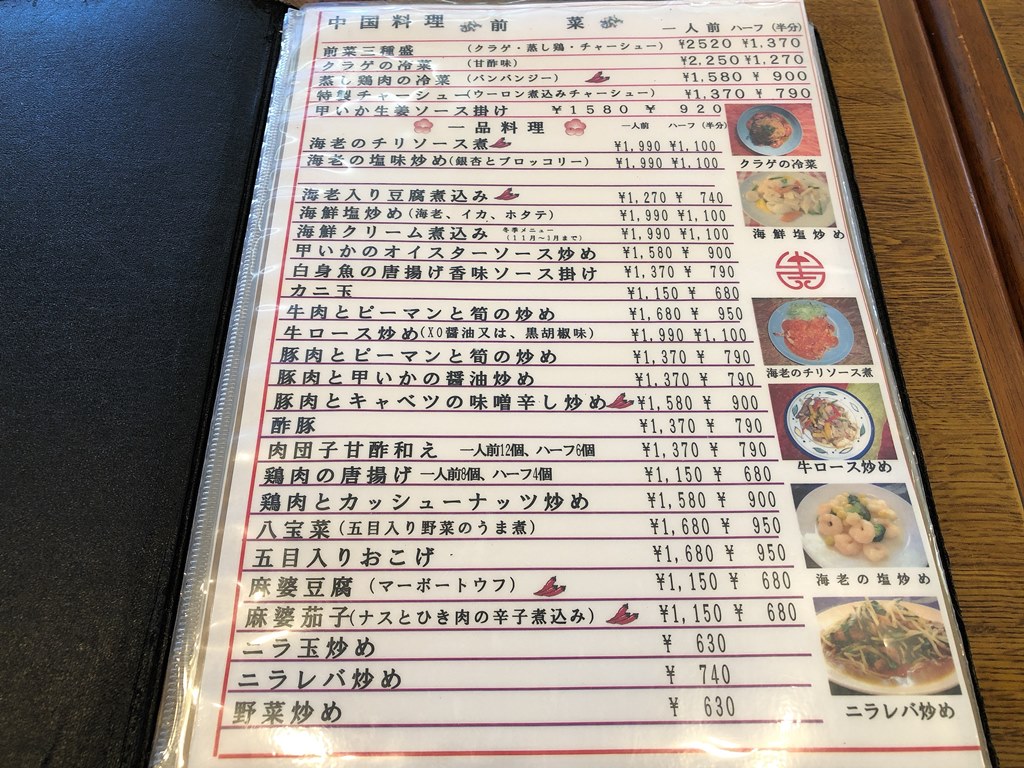 中国料理 前菜 一人前 ハーフ(半分)
前菜三種盛 (クラゲ・蒸し鶏・チャーシュー) ¥2520 ¥1,370
クラゲの冷菜 (甘酢味) ¥2,250 ¥1,270
蒸し鶏肉の冷菜 (バンバンジー) ¥1,580 ¥ 900
特製チャーシュー(ウーロン煮込みチャーシュー) ¥1,370 ¥ 790
甲いか生姜ソース掛け ¥1580 ¥ 920
一品料理 一人前 ハーフ(半分)
海老のチリソース煮 ¥1,990 ¥1,100
海老の塩味炒め(銀杏とブロッコリー) ¥1,990 ¥1,100
クラゲの冷菜
海老入り豆腐煮込み ¥1,270 ¥ 740
海鮮塩炒め(海老、イカ、ホタテ) ¥1,990 ¥1,100
海鮮クリーム煮込み 冬季メニュー(11月~3月まで) ¥1,990 ¥1,100
海鮮塩炒め
甲いかのオイスターソース炒め ¥1,580 ¥ 900
白身魚の唐揚げ香味ソース掛け ¥1,370 ¥ 790
カニ玉 ¥1,150 ¥ 680
牛肉とピーマンと筍の炒め ¥1,680 ¥ 950
牛ロース炒め(XO醤油又は、黒胡椒味) ¥1,990 ¥1,100
豚肉とピーマンと筍の炒め ¥1,370 ¥ 790
豚肉と甲いかの醤油炒め ¥1,370 ¥ 790
海老のチリソース煮
豚肉とキャベツの味噌辛し炒め ¥1,580 ¥ 900
酢豚 ¥1,370 ¥ 790
肉団子甘酢和え 一人前12個、ハーフ6個 ¥1,370 ¥ 790
牛ロース炒め
鶏肉の唐揚げ 一人前8個、ハーフ4個 ¥1,150 ¥ 680
鶏肉とカッシューナッツ炒め ¥1,580 ¥ 900
八宝菜(五目入り野菜のうま煮) ¥1,680 ¥ 950
五目入りおこげ ¥1,680 ¥ 950
海老の塩炒め
麻婆豆腐 (マーボートウフ) ¥1,150 ¥ 680
麻婆茄子(ナスとひき肉の辛子煮込み) ¥1,150 ¥ 680
ニラ玉炒め ¥ 630
ニラレバ炒め ¥ 740
野菜炒め ¥ 630
ニラレバ炒め